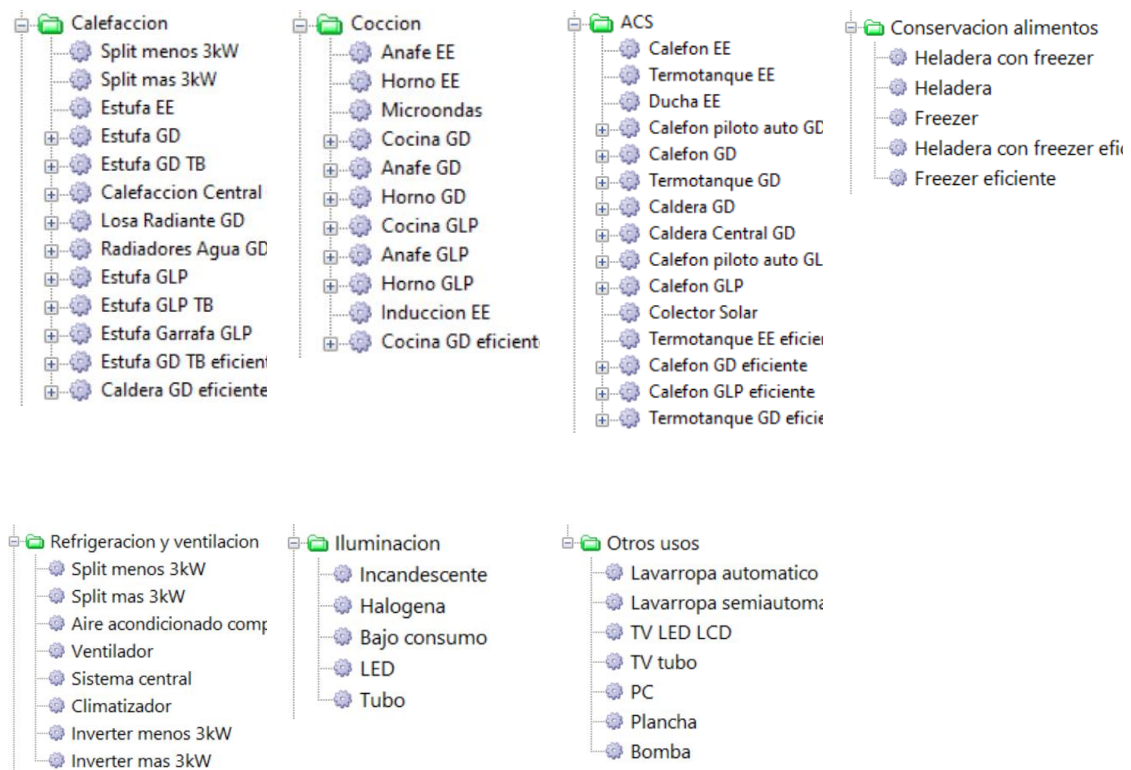 Calefaccion
Split menos 3kW
Split mas 3kW
Estufa EE
Estufa GD
Estufa GD TB
Calefaccion Central
Losa Radiante GD
Radiadores Agua GD
Estufa GLP
Estufa GLP TB
Estufa Garrafa GLP
Estufa GD TB eficient
Caldera GD eficiente
Coccion
Anafe EE
Horno EE
Microondas
Cocina GD
Anafe GD
Horno GD
Cocina GLP
Anafe GLP
Horno GLP
Induccion EE
Cocina GD eficient
ACS
Calefon EE
Termotanque EE
Ducha EE
Calefon piloto auto GD
Calefon GD
Termotanque GD
Caldera GD
Caldera Central GD
Calefon piloto auto GL
Calefon GLP
Colector Solar
Termotanque EE eficie
Calefon GD eficiente
Calefon GLP eficiente
Termotanque GD eficie
Conservacion alimentos
Heladera con freezer
Heladera
Freezer
Heladera con freezer efi
Freezer eficiente
Refrigeracion y ventilacion
Split menos 3kW
Split mas 3kW
Aire acondicionado comp
Ventilador
Sistema central
Climatizador
Inverter menos 3kW
Inverter mas 3kW
Iluminacion
Incandescente
Halogena
Bajo consumo
LED
Tubo
Otros usos
Lavarropa automatico
Lavarropa semiautoma
TV LED LCD
TV tubo
PC
Plancha
Bomba